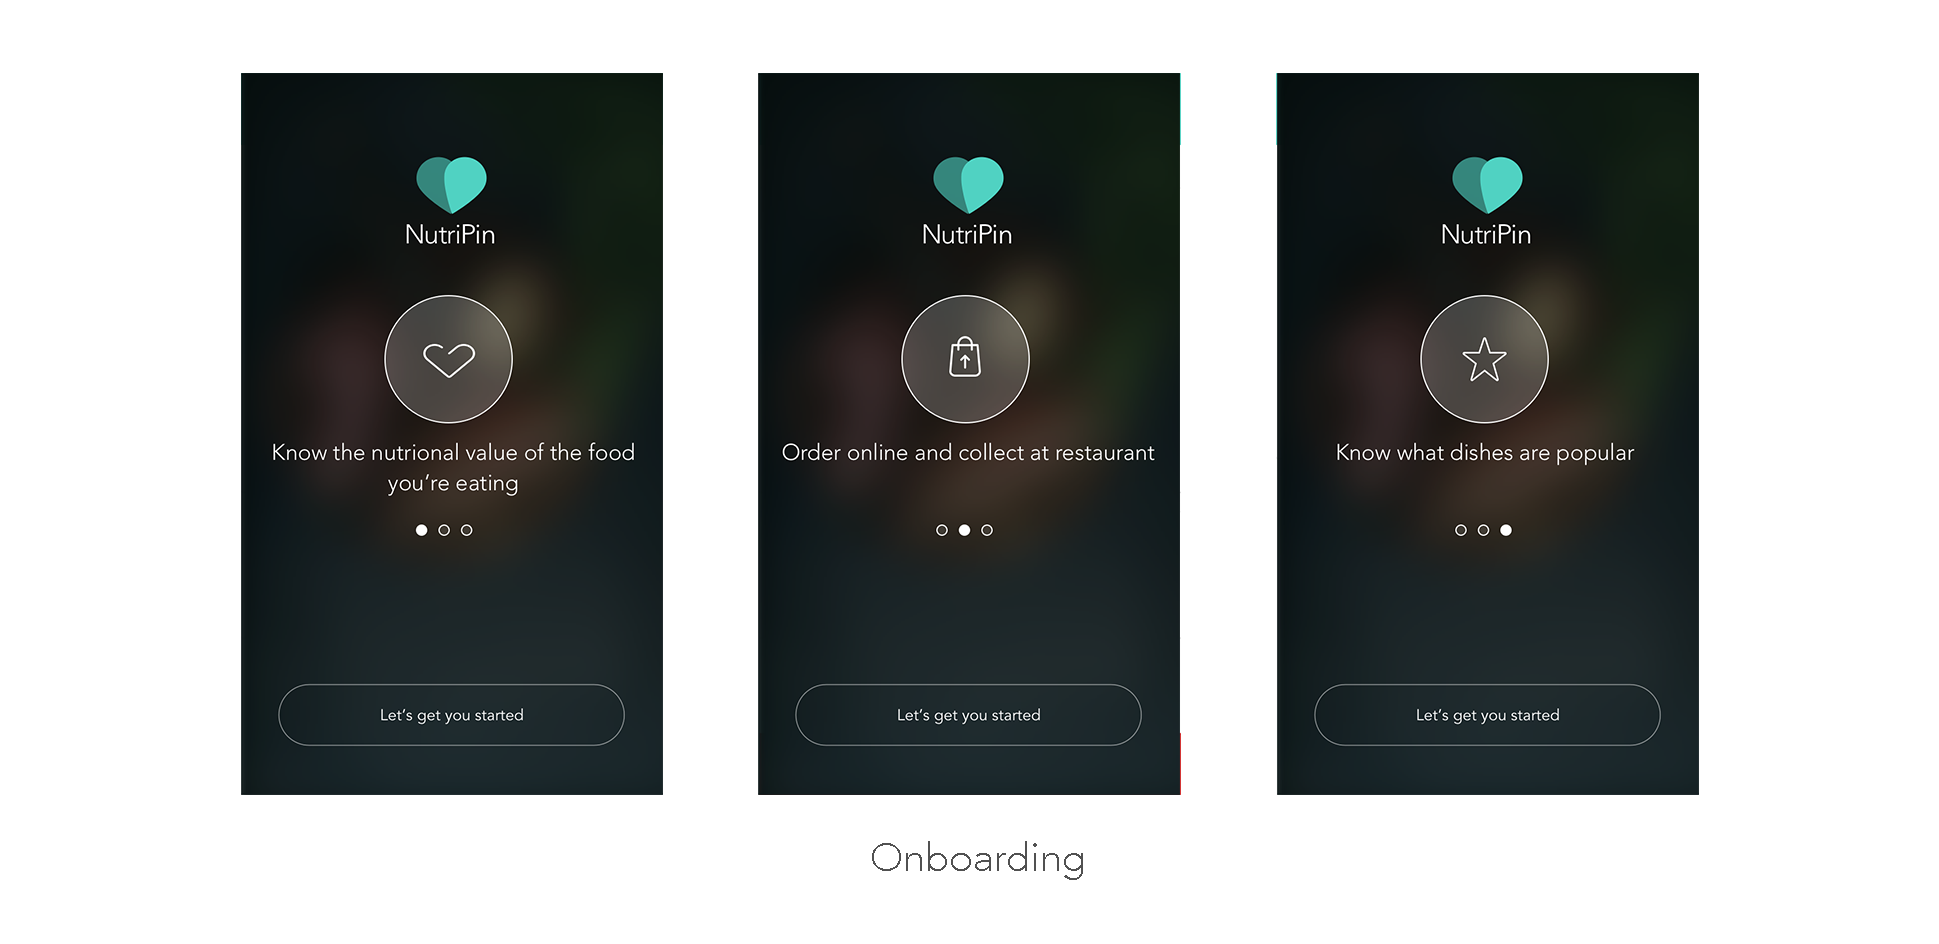 NutriPin
Know the nutrional value of the food
you’re eating
Let’s get you started
NutriPin
Order online and collect at restaurant
Let’s get you started
NutriPin
Know what dishes are popular
Let’s get you started
Onboarding